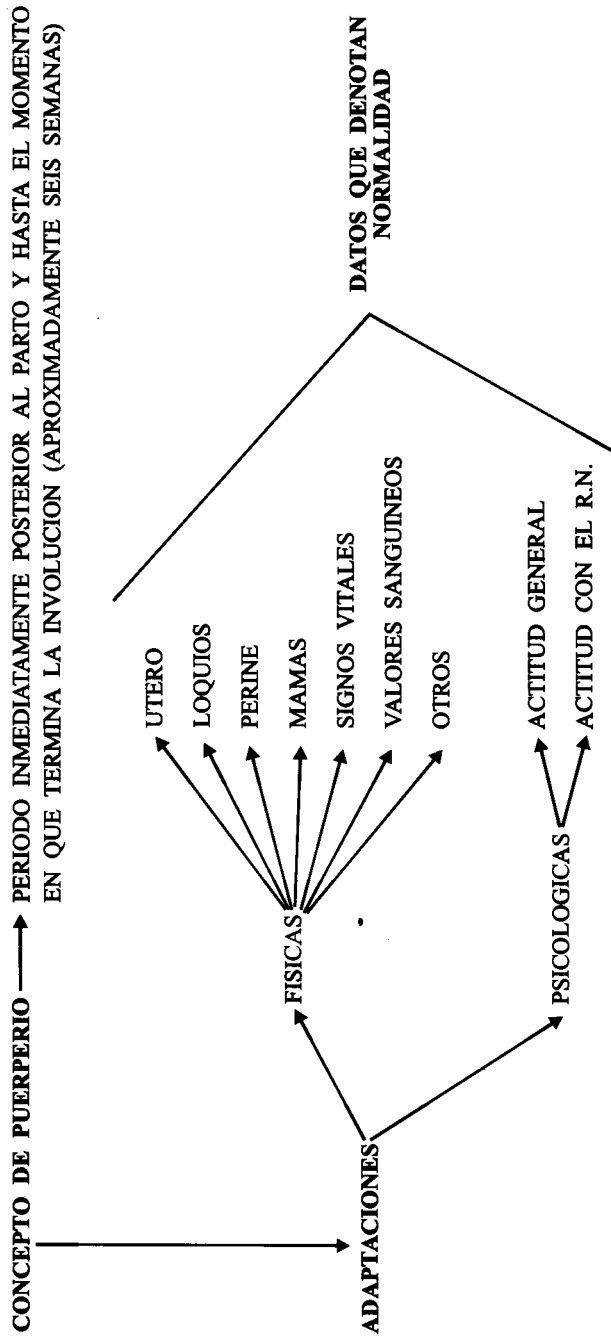 CONCEPTO DE PUERPERIO
PERIODO INMEDIATAMENTE POSTERIOR AL PARTO Y HASTA EL MOMENTO
EN QUE TERMINA LA INVOLUCION (APROXIMADAMENTE SEIS SEMANAS)
ADAPTACIONES
FISICAS
UTERO
LOQUIOS
PERINE
MAMAS
SIGNOS VITALES
VALORES SANGUINEOS
OTROS
PSICOLOGICAS
ACTITUD GENERAL
ACTITUD CON EL R.N.
DATOS QUE DENOTAN
NORMALIDAD